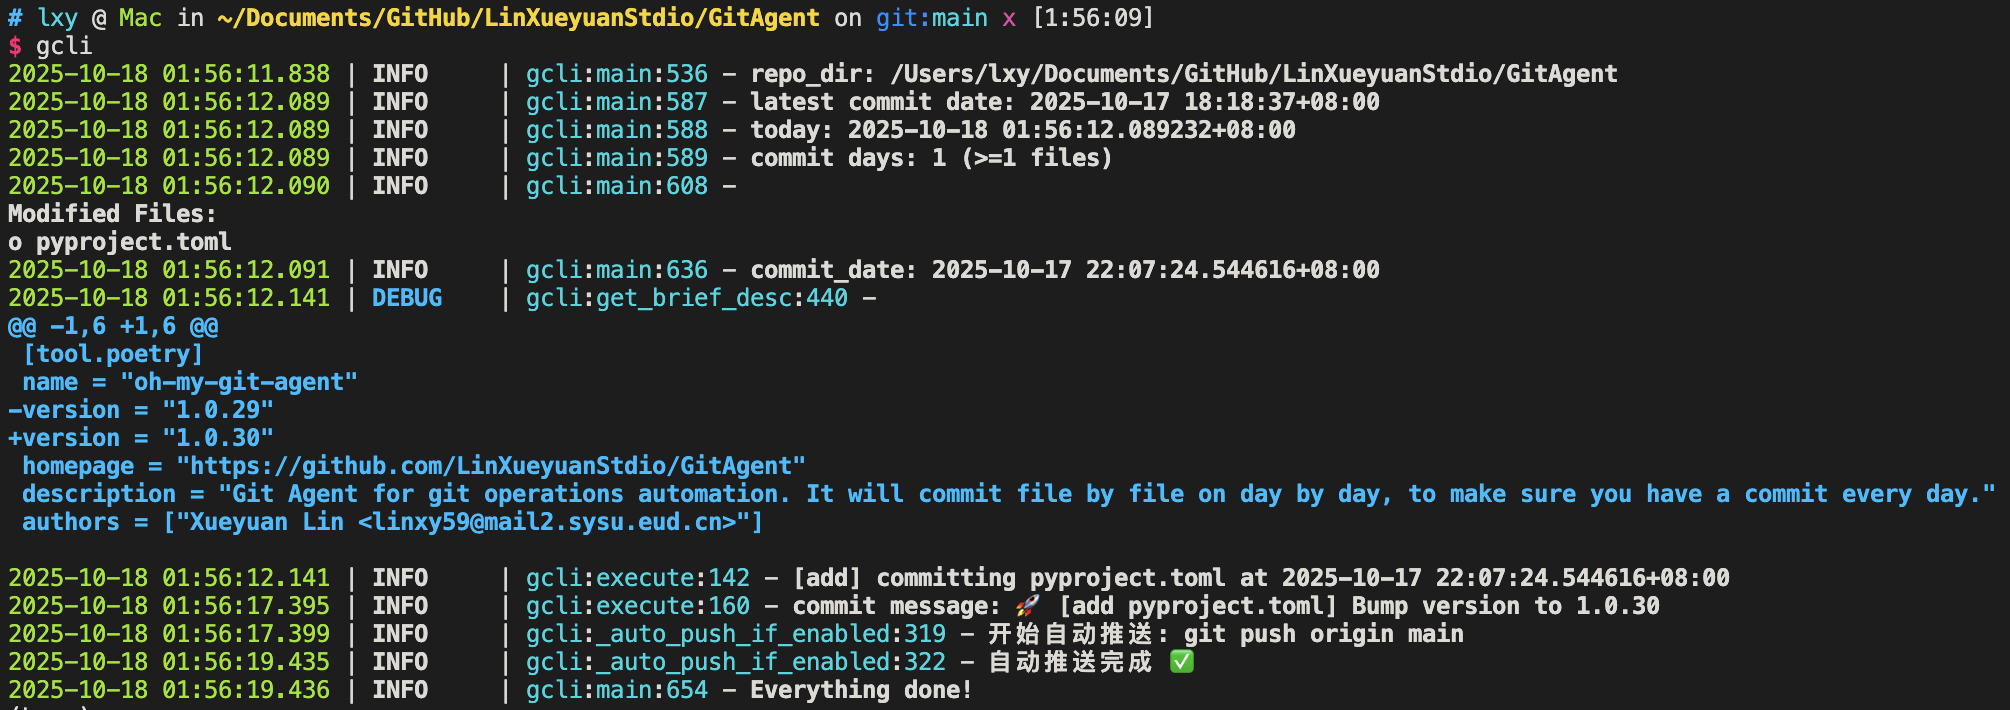 # lxy @ Mac in ~/Documents/GitHub/LinXueyuanStdio/GitAgent on git:main x [1:56:09]
$ gcli
2025-10-18 01:56:11.838 | INFO     | gcli:main:536 - repo_dir: /Users/lxy/Documents/GitHub/LinXueyuanStdio/GitAgent
2025-10-18 01:56:12.089 | INFO     | gcli:main:587 - latest commit date: 2025-10-17 18:18:37+08:00
2025-10-18 01:56:12.089 | INFO     | gcli:main:588 - today: 2025-10-18 01:56:12.089232+08:00
2025-10-18 01:56:12.089 | INFO     | gcli:main:589 - commit days: 1 (>=1 files)
2025-10-18 01:56:12.090 | INFO     | gcli:main:608 -
Modified Files:
o pyproject.toml
2025-10-18 01:56:12.091 | INFO     | gcli:main:636 - commit_date: 2025-10-17 22:07:24.544616+08:00
2025-10-18 01:56:12.141 | DEBUG    | gcli:get_brief_desc:440 -
@@ -1,6 +1,6 @@
 [tool.poetry]
 name = "oh-my-git-agent"
-version = "1.0.29"
+version = "1.0.30"
 homepage = "https://github.com/LinXueyuanStdio/GitAgent"
 description = "Git Agent for git operations automation. It will commit file by file on day by day, to make sure you have a commit every day."
 authors = ["Xueyuan Lin <linxy59@mail2.sysu.eud.cn>"]
2025-10-18 01:56:12.141 | INFO     | gcli:execute:142 - [add] committing pyproject.toml at 2025-10-17 22:07:24.544616+08:00
2025-10-18 01:56:17.395 | INFO     | gcli:execute:160 - commit message: 🚀 [add pyproject.toml] Bump version to 1.0.30
2025-10-18 01:56:17.399 | INFO     | gcli:_auto_push_if_enabled:319 - 开始自动推送: git push origin main
2025-10-18 01:56:19.435 | INFO     | gcli:_auto_push_if_enabled:322 - 自动推送完成 ✅
2025-10-18 01:56:19.436 | INFO     | gcli:main:654 - Everything done!